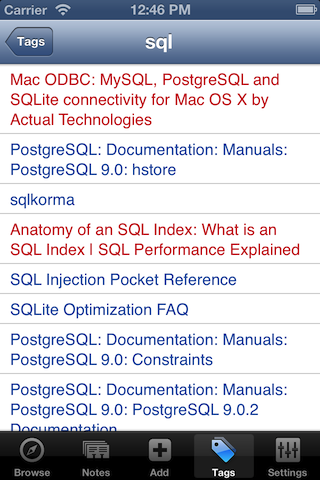 Carrier 12:46 PM
Tags sql
Mac ODBC: MySQL, PostgreSQL and
SQLite connectivity for Mac OS X by
Actual Technologies
PostgreSQL: Documentation: Manuals:
PostgreSQL 9.0: hstore
sqlkorma
Anatomy of an SQL Index: What is an
SQL Index | SQL Performance Explained
SQL Injection Pocket Reference
SQLite Optimization FAQ
PostgreSQL: Documentation: Manuals:
PostgreSQL 9.0: Constraints
PostgreSQL: Documentation: Manuals:
PostgreSQL 9.0: PostgreSQL 9.0.2
Documentation
Browse Notes Add Tags Settings